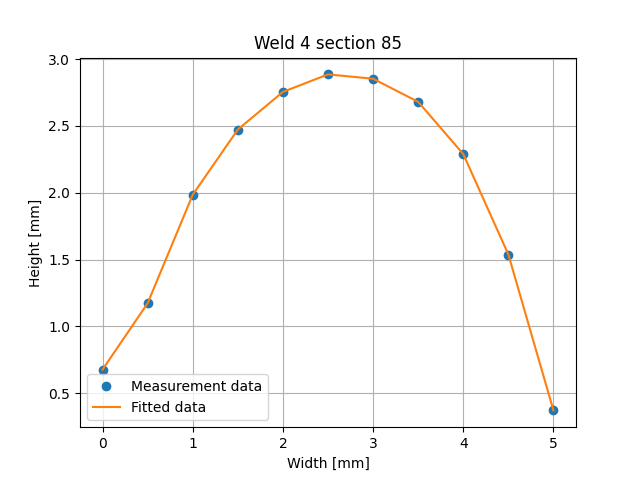 Weld 4 section 85
3.0
2.5
2.0
1.5
1.0
0.5
Height [mm]
Measurement data
Fitted data
0 1 2 3 4 5
Width [mm]